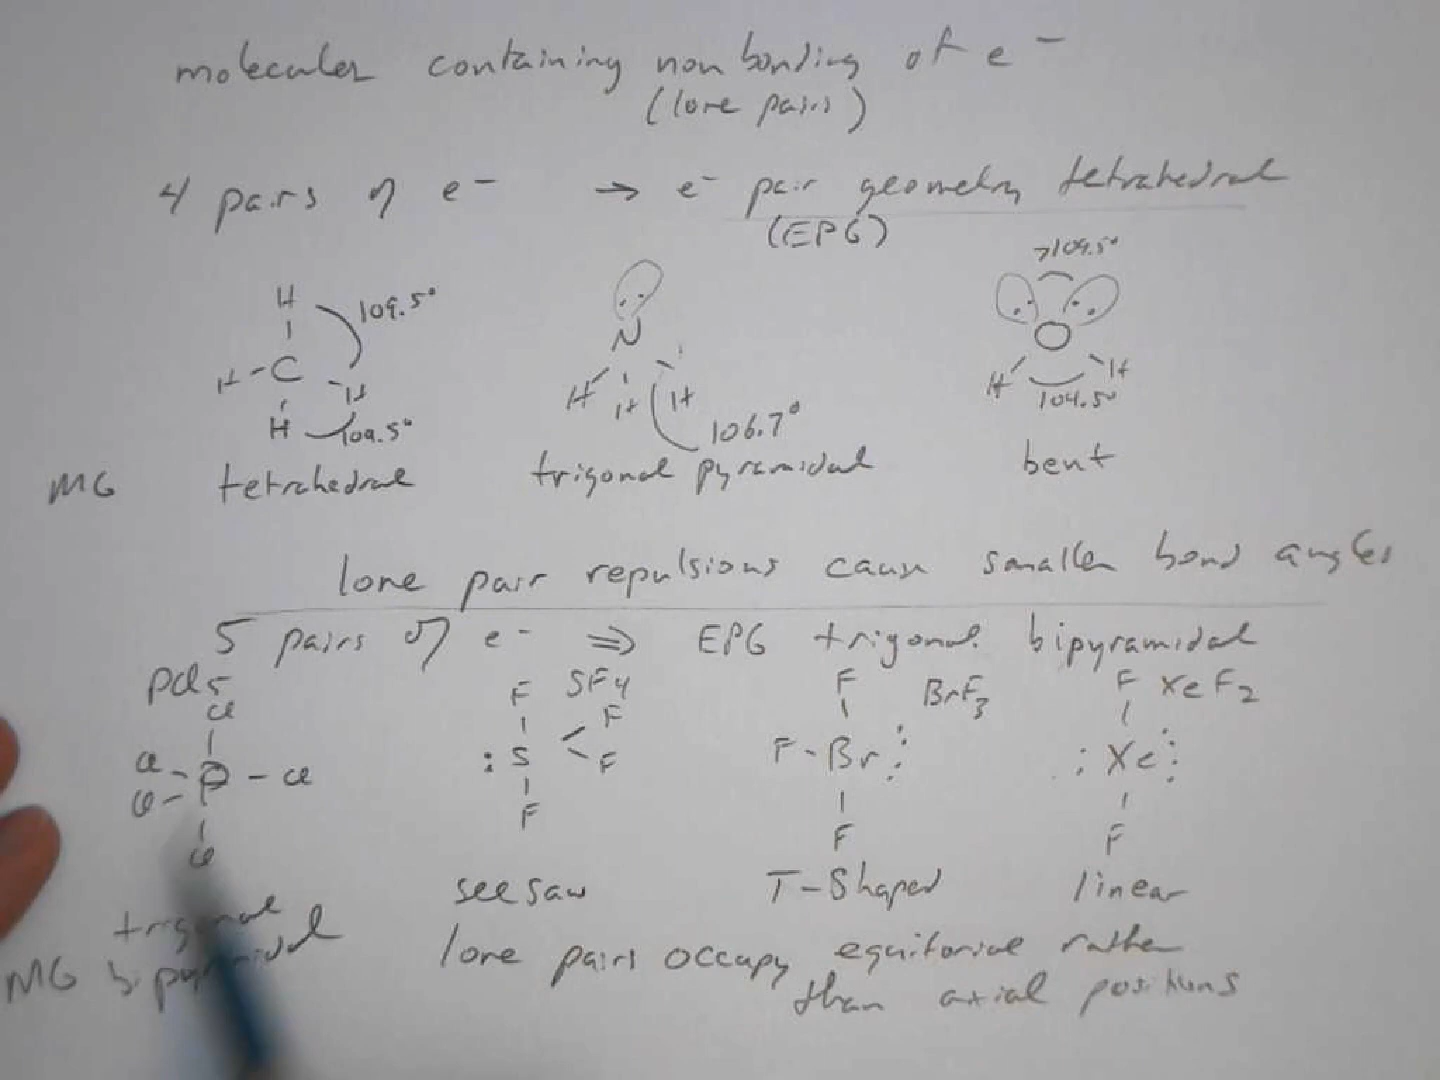 molecules containing nonbonding of e-
(lone pairs)
4 pairs of e- → e- pair geometry tetrahedral
(EPG)
>109.5°
H 109.5°
N
O
H - C
H
H H H
H H
H 109.5°
106.7°
104.5°
MG tetrahedral trigonal pyramidal bent
lone pair repulsions cause smaller bond angles
5 pairs of e- ⇒ EPG trigonal bipyramidal
PCl5 F SF4 F BrF3 F XeF2
Cl F
Cl - P - Cl : S F F - Br : : : Xe : :
Cl F F F
Cl
seesaw T-Shaped linear
trigonal
MG bipyramidal
lone pairs occupy equitorial rather
than axial positions